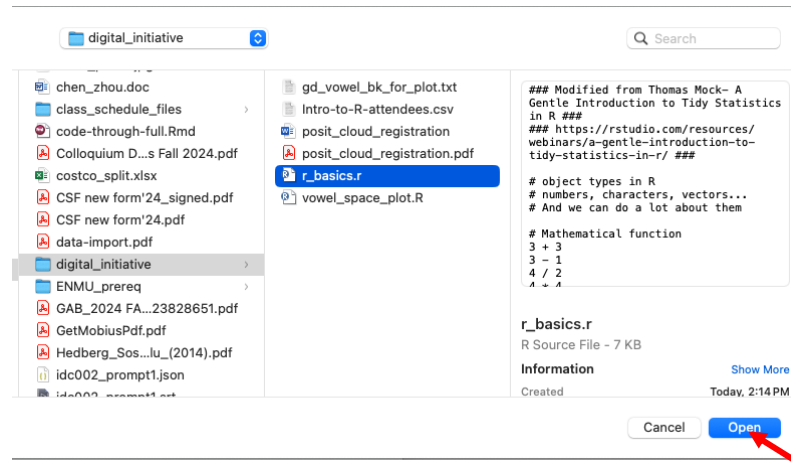 digital_initiative
Search
chen_zhou.doc
class_schedule_files
code-through-full.Rmd
Colloquium D...s Fall 2024.pdf
costco_split.xlsx
CSF new form'24_signed.pdf
CSF new form'24.pdf
data-import.pdf
digital_initiative
ENMU_prereq
GAB_2024 FA...23828651.pdf
GetMobiusPdf.pdf
Hedberg_Sos...lu_(2014).pdf
idc002_prompt1.json
gd_vowel_bk_for_plot.txt
Intro-to-R-attendees.csv
posit_cloud_registration
posit_cloud_registration.pdf
r_basics.r
vowel_space_plot.R
### Modified from Thomas Mock– A
Gentle Introduction to Tidy Statistics
in R ###
### https://rstudio.com/resources/
webinars/a-gentle-introduction-to-
tidy-statistics-in-r/ ###
# object types in R
# numbers, characters, vectors...
# And we can do a lot about them
# Mathematical function
3 + 3
3 - 1
4 / 2
4 * 4
r_basics.r
R Source File - 7 KB
Information
Show More
Created
Today, 2:14 PM
Cancel
Open